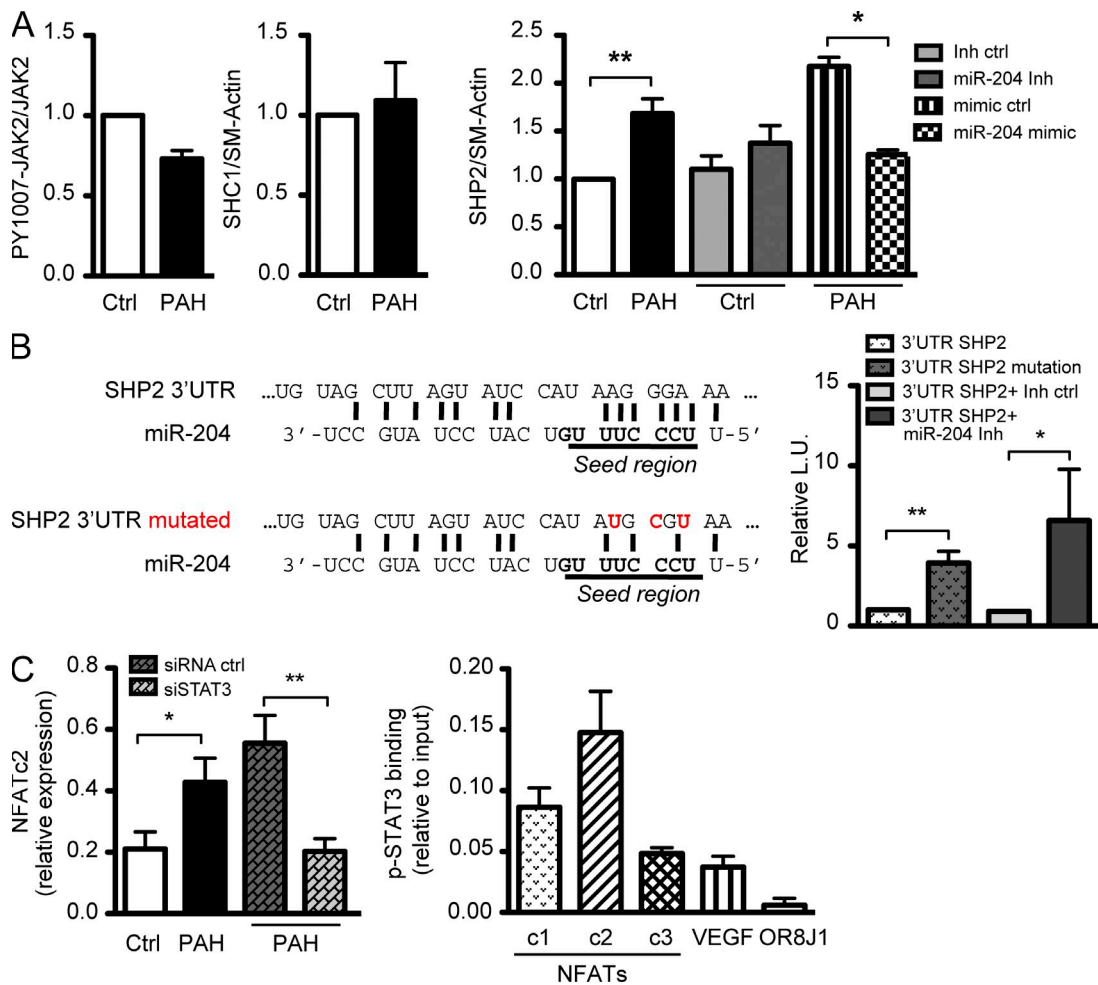 A
PY1007-JAK2/JAK2
1.5
1.0
0.5
0.0
Ctrl PAH
SHC1/SM-Actin
1.5
1.0
0.5
0.0
Ctrl PAH
SHP2/SM-Actin
2.5
2.0
1.5
1.0
0.5
0.0
**
*
Ctrl PAH Ctrl PAH
Inh ctrl
miR-204 Inh
mimic ctrl
miR-204 mimic
B
SHP2 3'UTR ...UG UAG CUU AGU AUC CAU AAG GGA AA ...
miR-204 3'-UCC GUA UCC UAC UGU UUC CCU U-5'
Seed region
SHP2 3'UTR mutated ...UG UAG CUU AGU AUC CAU AUG CGU AA ...
miR-204 3'-UCC GUA UCC UAC UGU UUC CCU U-5'
Seed region
3'UTR SHP2
3'UTR SHP2 mutation
3'UTR SHP2+ Inh ctrl
3'UTR SHP2+
miR-204 Inh
Relative L.U.
15
10
5
0
**
*
C
NFATc2
(relative expression)
0.8
0.6
0.4
0.2
0.0
siRNA ctrl
siSTAT3
*
**
Ctrl PAH PAH
p-STAT3 binding
(relative to input)
0.20
0.15
0.10
0.05
0.00
c1 c2 c3 VEGF OR8J1
NFATs